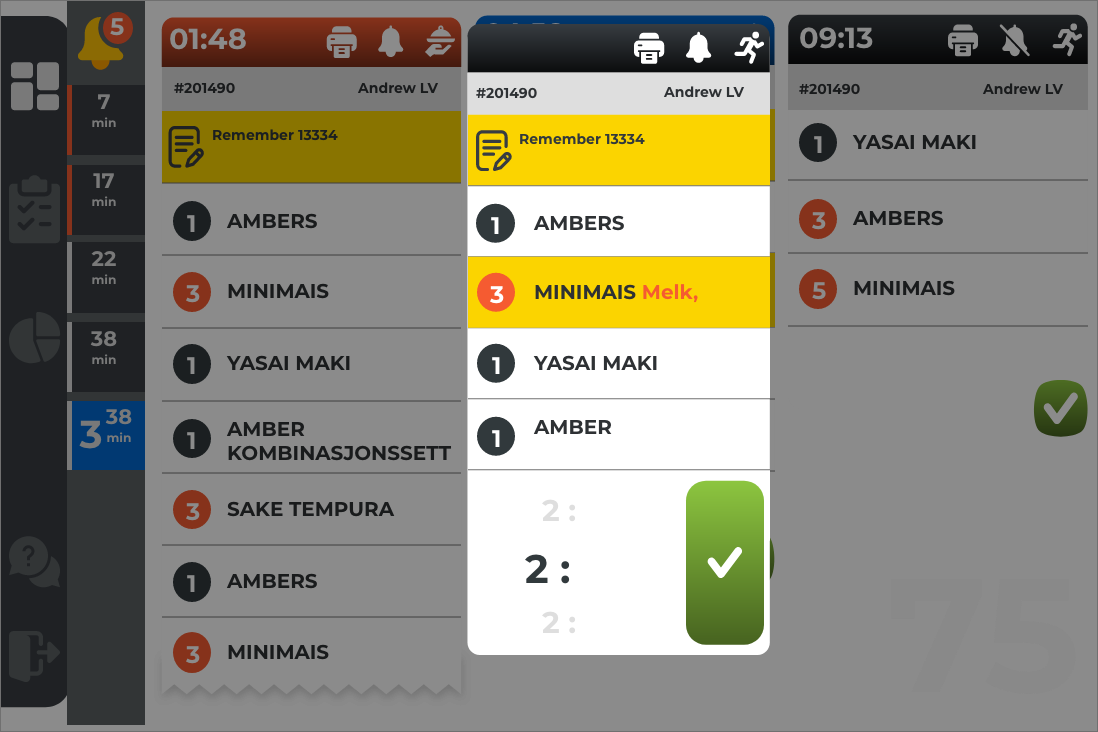 5
7
min
17
min
22
min
38
min
3 38
min
?
01:48
#201490 Andrew LV
Remember 13334
1 AMBERS
3 MINIMAIS
1 YASAI MAKI
1 AMBER
KOMBINASJONSSETT
3 SAKE TEMPURA
1 AMBERS
3 MINIMAIS
#201490 Andrew LV
Remember 13334
1 AMBERS
3 MINIMAIS Melk,
1 YASAI MAKI
1 AMBER
2 :
2 :
2 :
09:13
#201490 Andrew LV
1 YASAI MAKI
3 AMBERS
5 MINIMAIS
75